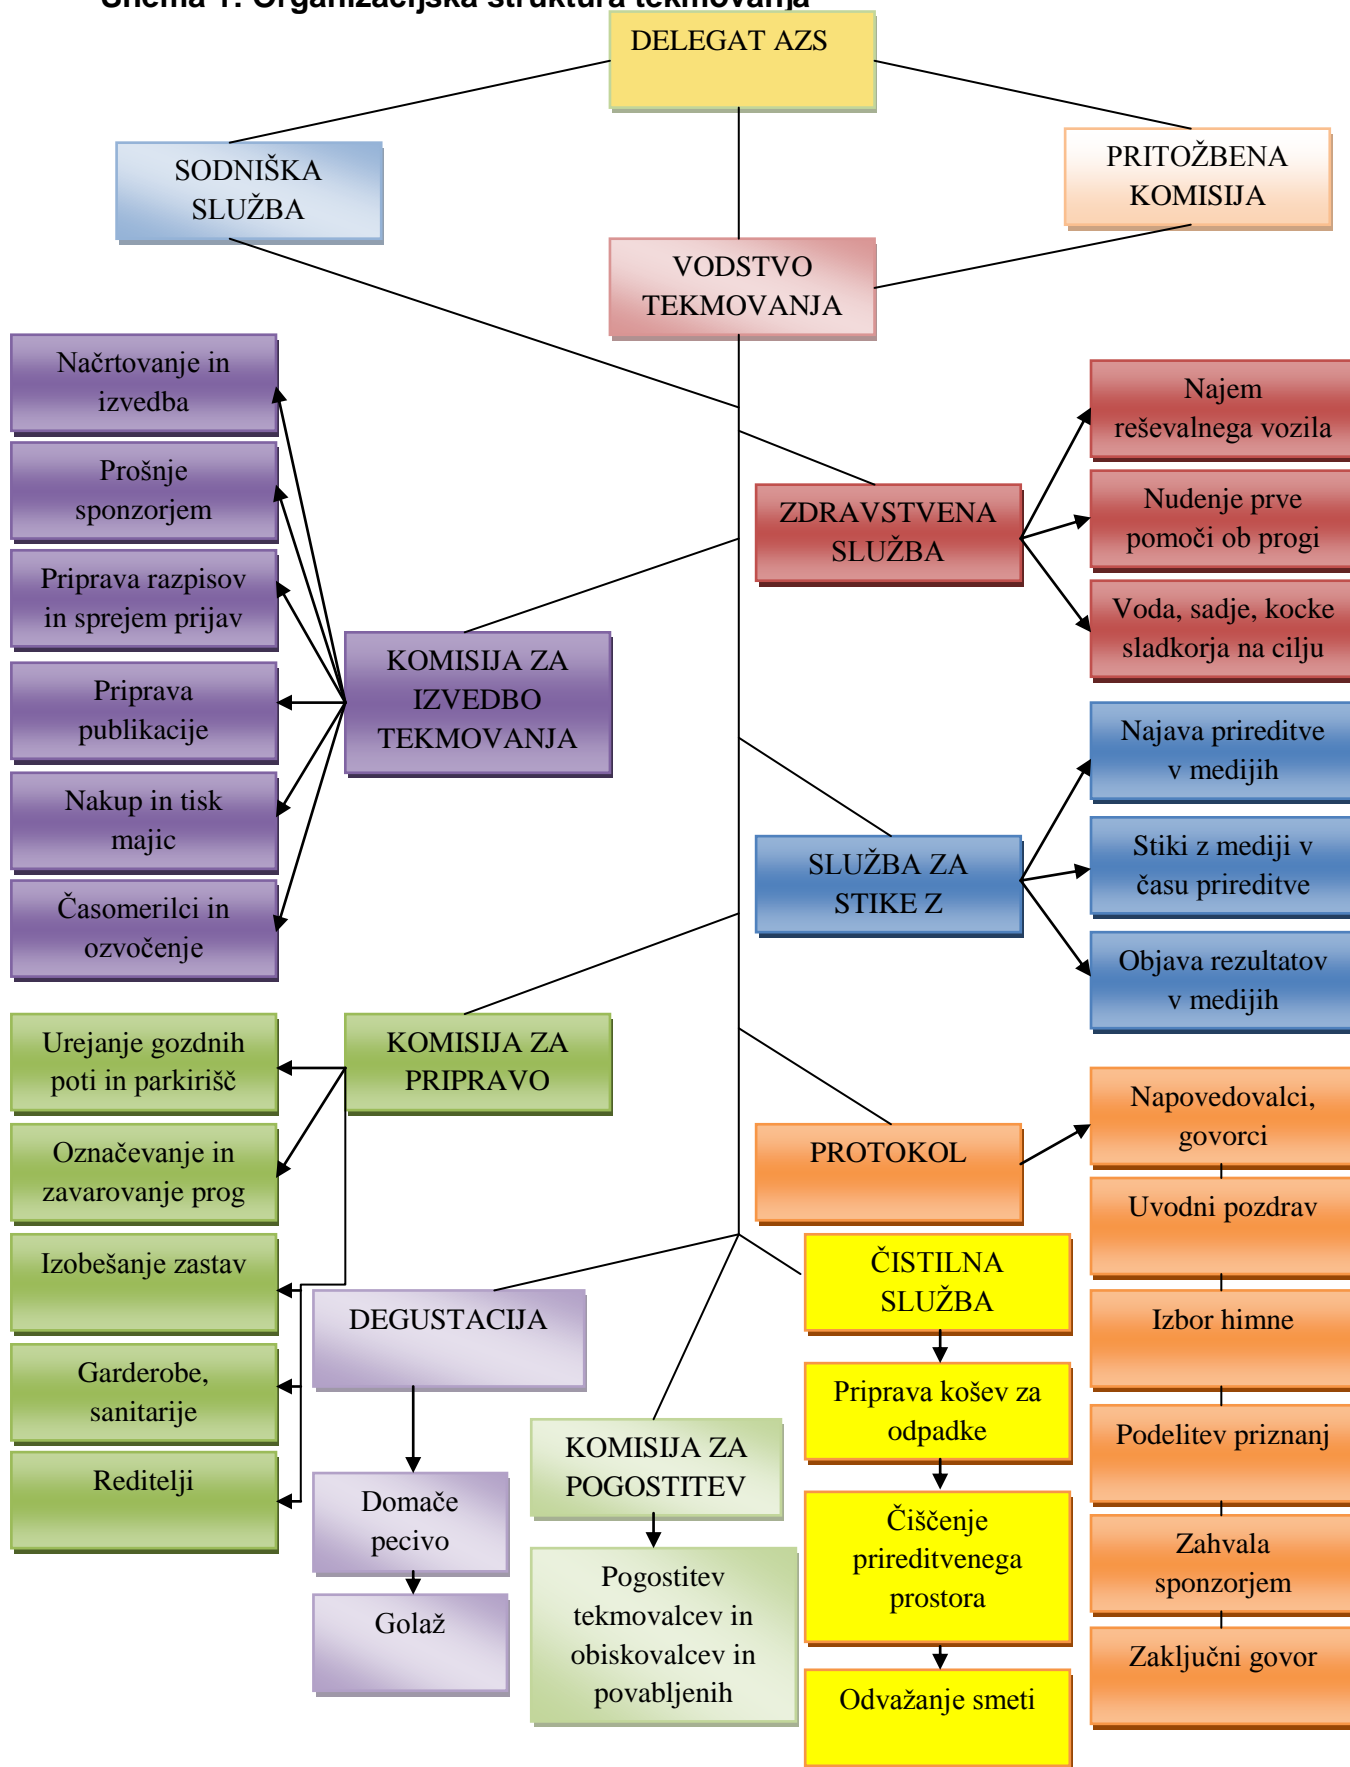 Shema 1: Organizacijska struktura tekmovanja
DELEGAT AZS
SODNIŠKA
SLUŽBA
PRITOŽBENA
KOMISIJA
VODSTVO
TEKMOVANJA
Načrtovanje in
izvedba
Prošnje
sponzorjem
Priprava razpisov
in sprejem prijav
Priprava
publikacije
Nakup in tisk
majic
Časomerilci in
ozvočenje
KOMISIJA ZA
IZVEDBO
TEKMOVANJA
ZDRAVSTVENA
SLUŽBA
Najem
reševalnega vozila
Nudenje prve
pomoči ob progi
Voda, sadje, kocke
sladkorja na cilju
SLUŽBA ZA
STIKE Z
Najava prireditve
v medijih
Stiki z mediji v
času prireditve
Objava rezultatov
v medijih
KOMISIJA ZA
PRIPRAVO
Urejanje gozdnih
poti in parkirišč
Označevanje in
zavarovanje prog
Izobešanje zastav
Garderobe,
sanitarije
Reditelji
PROTOKOL
Napovedovalci,
govorci
Uvodni pozdrav
Izbor himne
Podelitev priznanj
Zahvala
sponzorjem
Zaključni govor
DEGUSTACIJA
Domače
pecivo
Golaž
KOMISIJA ZA
POGOSTITEV
Pogostitev
tekmovalcev in
obiskovalcev in
povabljenih
ČISTILNA
SLUŽBA
Priprava košev za
odpadke
Čiščenje
prireditvenega
prostora
Odvažanje smeti